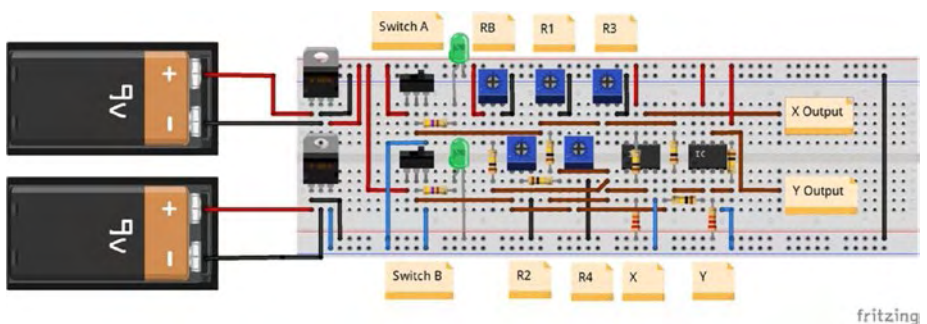 Switch A
RB
R1
R3
+
9V
-
X Output
IC
+
9V
-
Y Output
Switch B
R2
R4
X
Y
fritzing